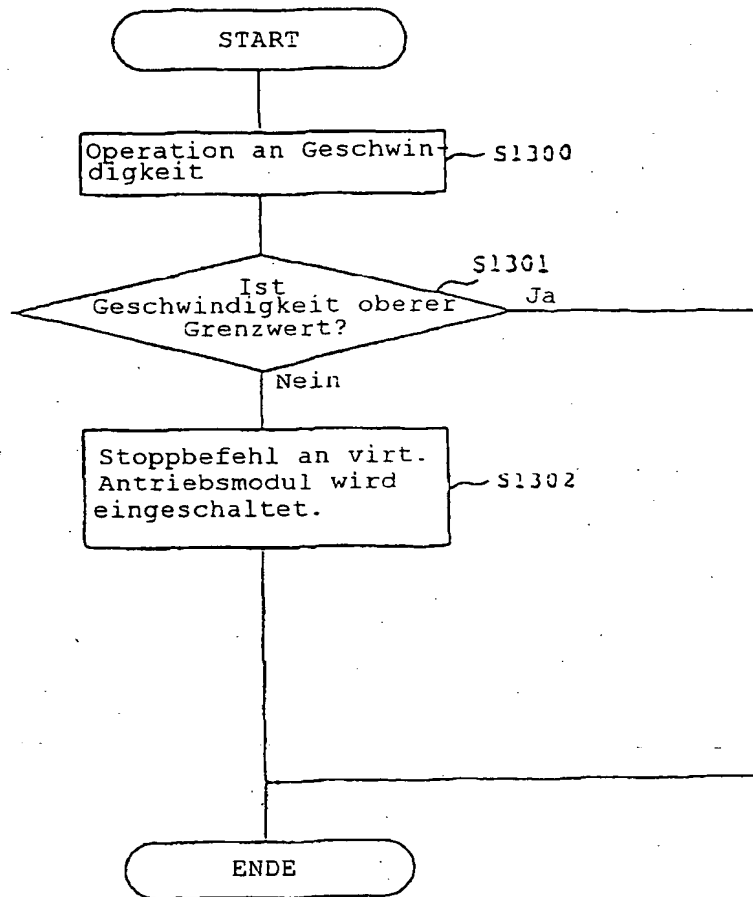 START
Operation an Geschwin-
digkeit
S1300
S1301
Ist
Geschwindigkeit oberer
Grenzwert?
Ja
Nein
Stoppbefehl an virt.
Antriebsmodul wird
eingeschaltet.
S1302
ENDE